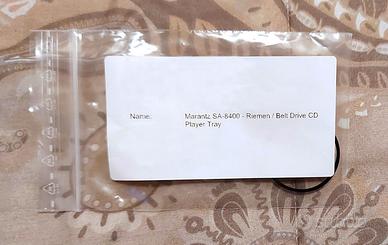 Name: Marantz SA-8400 - Riemen / Belt Drive CD
Player Tray